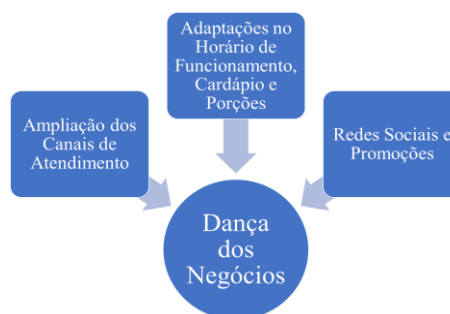 Adaptações no
Horário de
Funcionamento,
Cardápio e
Porções
Ampliação dos
Canais de
Atendimento
Redes Sociais e
Promoções
Dança
dos
Negócios